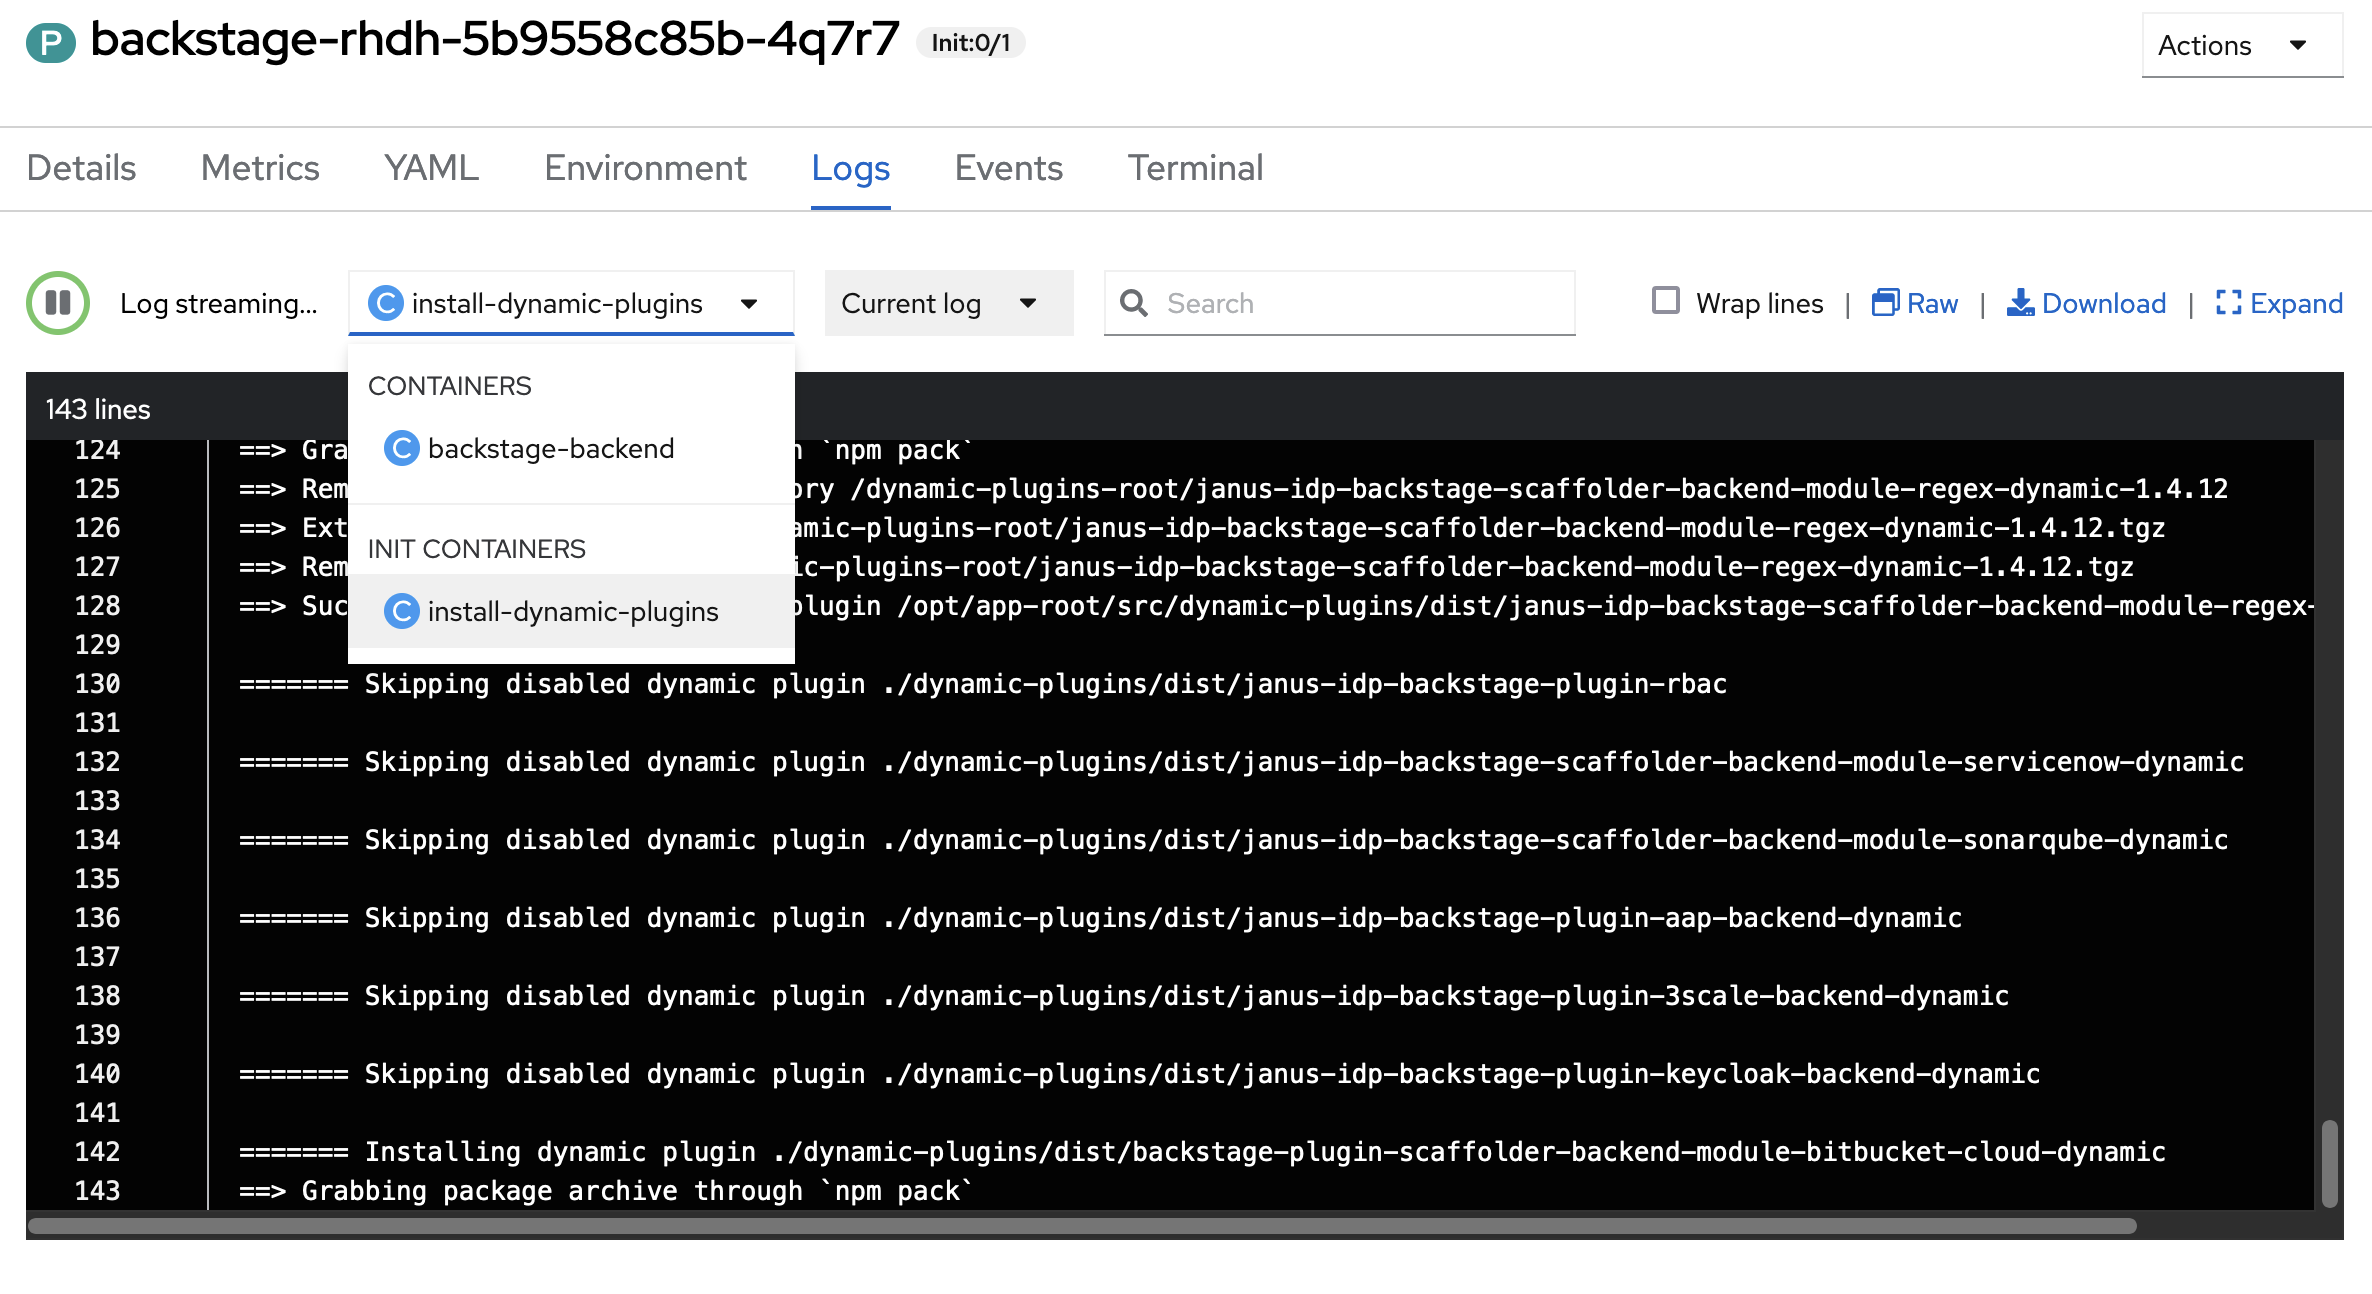 P backstage-rhdh-5b9558c85b-4q7r7 Init:0/1
Actions
Details Metrics YAML Environment Logs Events Terminal
Log streaming... C install-dynamic-plugins Current log Search Wrap lines | Raw | Download | Expand
CONTAINERS
C backstage-backend
INIT CONTAINERS
C install-dynamic-plugins
143 lines
124 ==> Gra `npm pack`
125 ==> Rem ory /dynamic-plugins-root/janus-idp-backstage-scaffolder-backend-module-regex-dynamic-1.4.12
126 ==> Ext amic-plugins-root/janus-idp-backstage-scaffolder-backend-module-regex-dynamic-1.4.12.tgz
127 ==> Rem ic-plugins-root/janus-idp-backstage-scaffolder-backend-module-regex-dynamic-1.4.12.tgz
128 ==> Suc plugin /opt/app-root/src/dynamic-plugins/dist/janus-idp-backstage-scaffolder-backend-module-regex-
129
130 ======= Skipping disabled dynamic plugin ./dynamic-plugins/dist/janus-idp-backstage-plugin-rbac
131
132 ======= Skipping disabled dynamic plugin ./dynamic-plugins/dist/janus-idp-backstage-scaffolder-backend-module-servicenow-dynamic
133
134 ======= Skipping disabled dynamic plugin ./dynamic-plugins/dist/janus-idp-backstage-scaffolder-backend-module-sonarqube-dynamic
135
136 ======= Skipping disabled dynamic plugin ./dynamic-plugins/dist/janus-idp-backstage-plugin-aap-backend-dynamic
137
138 ======= Skipping disabled dynamic plugin ./dynamic-plugins/dist/janus-idp-backstage-plugin-3scale-backend-dynamic
139
140 ======= Skipping disabled dynamic plugin ./dynamic-plugins/dist/janus-idp-backstage-plugin-keycloak-backend-dynamic
141
142 ======= Installing dynamic plugin ./dynamic-plugins/dist/backstage-plugin-scaffolder-backend-module-bitbucket-cloud-dynamic
143 ==> Grabbing package archive through `npm pack`